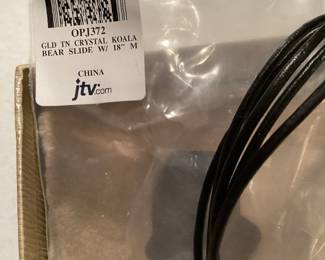 OPJ372
GLD TN CRYSTAL KOALA
BEAR SLIDE W/ 18" M
CHINA
jtv.com